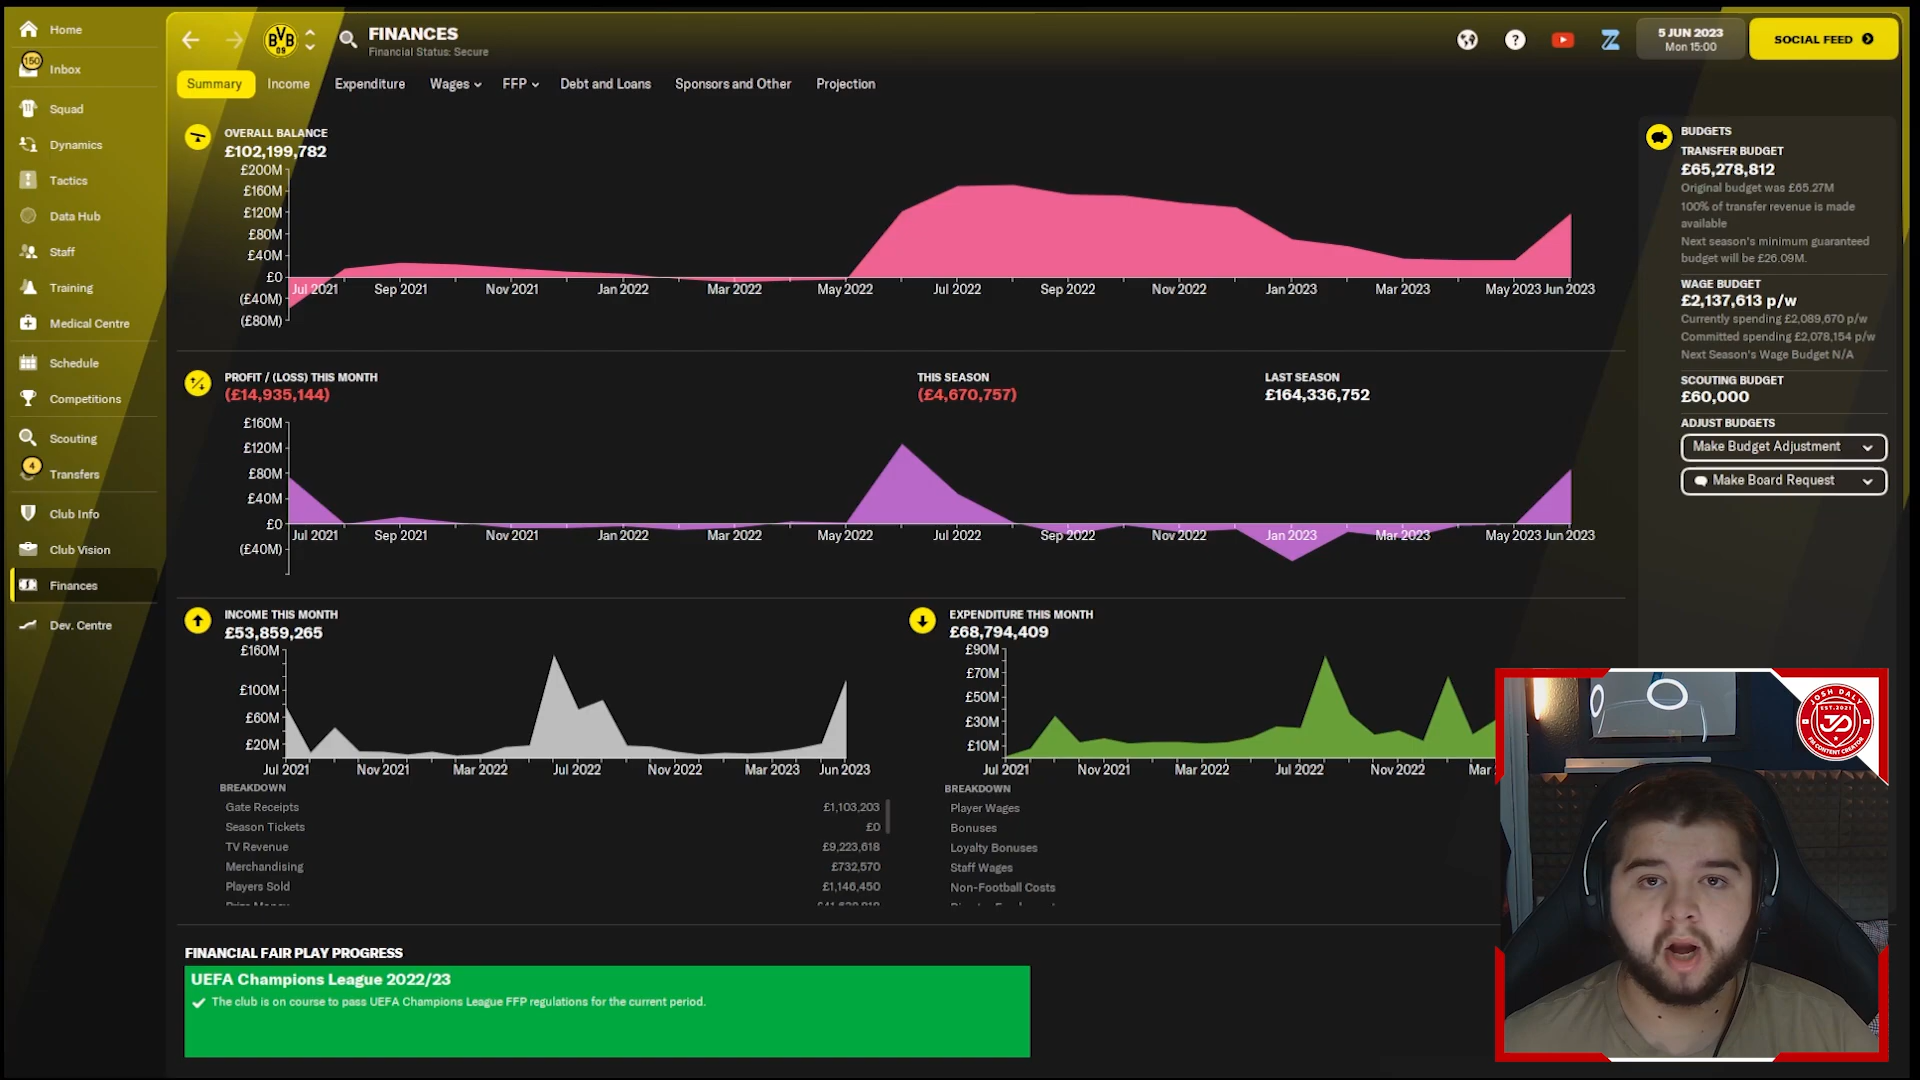 Home
150
Inbox
Squad
Dynamics
Tactics
Data Hub
Staff
Training
Medical Centre
Schedule
Competitions
Scouting
4
Transfers
Club Info
Club Vision
Finances
Dev. Centre
BVB
09
FINANCES
Financial Status: Secure
5 JUN 2023
Mon 15:00
SOCIAL FEED
Summary Income Expenditure Wages FFP Debt and Loans Sponsors and Other Projection
OVERALL BALANCE
£102,199,782
£200M
£160M
£120M
£80M
£40M
£0
(£40M)
(£80M)
Jul 2021 Sep 2021 Nov 2021 Jan 2022 Mar 2022 May 2022 Jul 2022 Sep 2022 Nov 2022 Jan 2023 Mar 2023 May 2023 Jun 2023
PROFIT / (LOSS) THIS MONTH
(£14,935,144)
THIS SEASON
(£4,670,757)
LAST SEASON
£164,336,752
£160M
£120M
£80M
£40M
£0
(£40M)
Jul 2021 Sep 2021 Nov 2021 Jan 2022 Mar 2022 May 2022 Jul 2022 Sep 2022 Nov 2022 Jan 2023 Mar 2023 May 2023 Jun 2023
INCOME THIS MONTH
£53,859,265
£160M
£100M
£60M
£20M
Jul 2021 Nov 2021 Mar 2022 Jul 2022 Nov 2022 Mar 2023 Jun 2023
BREAKDOWN
Gate Receipts £1,103,203
Season Tickets £0
TV Revenue £9,223,618
Merchandising £732,570
Players Sold £1,146,450
EXPENDITURE THIS MONTH
£68,794,409
£90M
£70M
£50M
£30M
£10M
Jul 2021 Nov 2021 Mar 2022 Jul 2022 Nov 2022 Mar
BREAKDOWN
Player Wages
Bonuses
Loyalty Bonuses
Staff Wages
Non-Football Costs
FINANCIAL FAIR PLAY PROGRESS
UEFA Champions League 2022/23
The club is on course to pass UEFA Champions League FFP regulations for the current period.
BUDGETS
TRANSFER BUDGET
£65,278,812
Original budget was £65.27M
100% of transfer revenue is made
available
Next season's minimum guaranteed
budget will be £26.09M.
WAGE BUDGET
£2,137,613 p/w
Currently spending £2,089,670 p/w
Committed spending £2,078,154 p/w
Next Season's Wage Budget N/A
SCOUTING BUDGET
£60,000
ADJUST BUDGETS
Make Budget Adjustment
Make Board Request
JOSH DALY
EST.2021
JD
FM CONTENT CREATOR